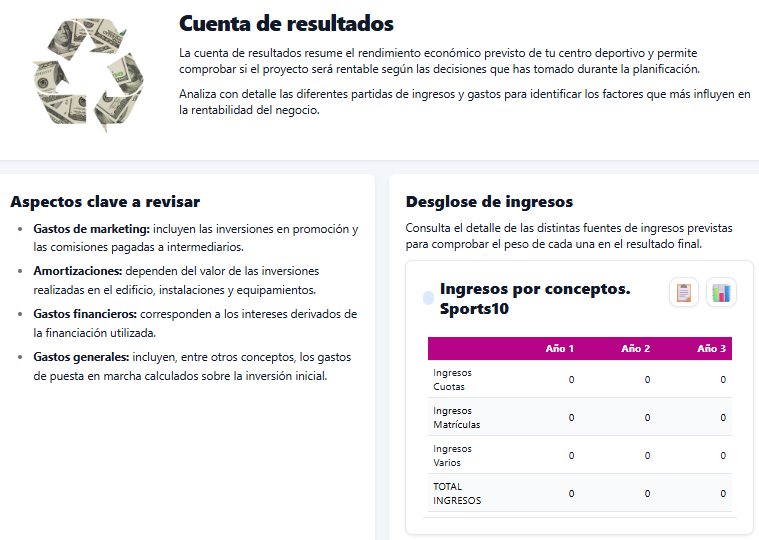 Cuenta de resultados
La cuenta de resultados resume el rendimiento económico previsto de tu centro deportivo y permite
comprobar si el proyecto será rentable según las decisiones que has tomado durante la planificación.
Analiza con detalle las diferentes partidas de ingresos y gastos para identificar los factores que más influyen en
la rentabilidad del negocio.
Aspectos clave a revisar
Gastos de marketing: incluyen las inversiones en promoción y
las comisiones pagadas a intermediarios.
Amortizaciones: dependen del valor de las inversiones
realizadas en el edificio, instalaciones y equipamientos.
Gastos financieros: corresponden a los intereses derivados de
la financiación utilizada.
Gastos generales: incluyen, entre otros conceptos, los gastos
de puesta en marcha calculados sobre la inversión inicial.
Desglose de ingresos
Consulta el detalle de las distintas fuentes de ingresos previstas
para comprobar el peso de cada una en el resultado final.
Ingresos por conceptos.
Sports10
Año 1 Año 2 Año 3
Ingresos
Cuotas 0 0 0
Ingresos
Matrículas 0 0 0
Ingresos
Varios 0 0 0
TOTAL
INGRESOS 0 0 0